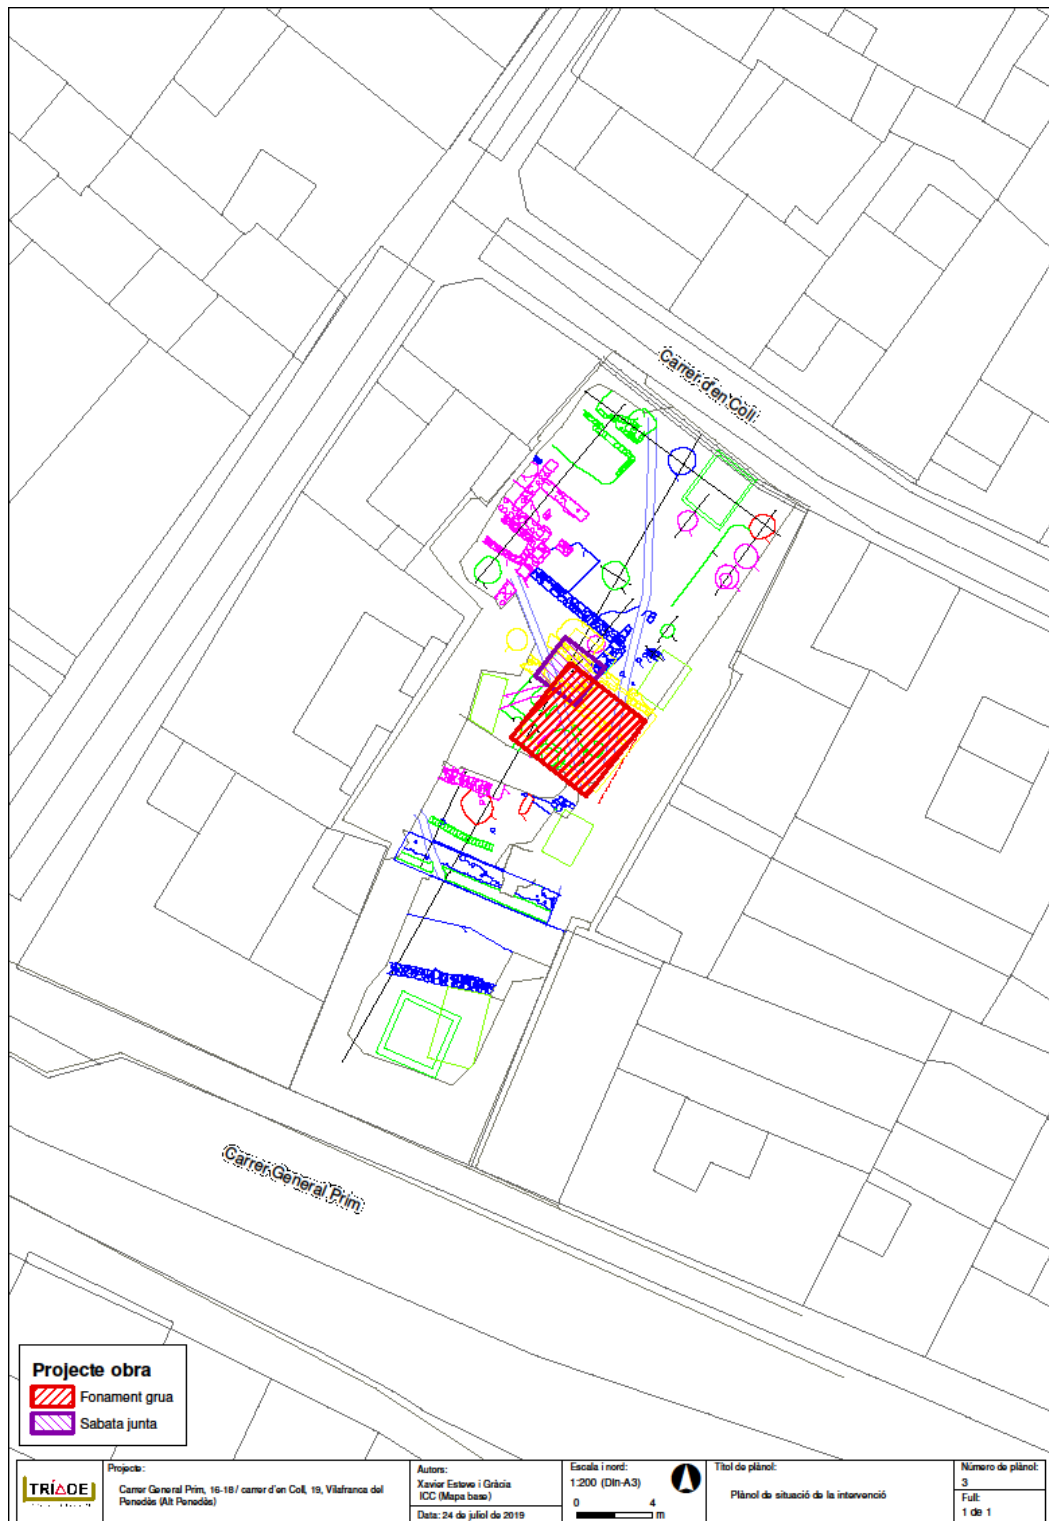 Carrer d'en Coll
Carrer General Prim
Projecte obra
Fonament grua
Sabata junta
TRÍADE
Projecte:
Carrer General Prim, 16-18 / carrer d'en Coll, 19, Vilafranca del
Penedès (Alt Penedès)
Autors:
Xavier Esteve i Gràcia
ICC (Mapa base)
Data: 24 de juliol de 2019
Escala i nord:
1:200 (DIn-A3)
0 4
m
Títol de plànol:
Plànol de situació de la intervenció
Número de plànol:
3
Full:
1 de 1